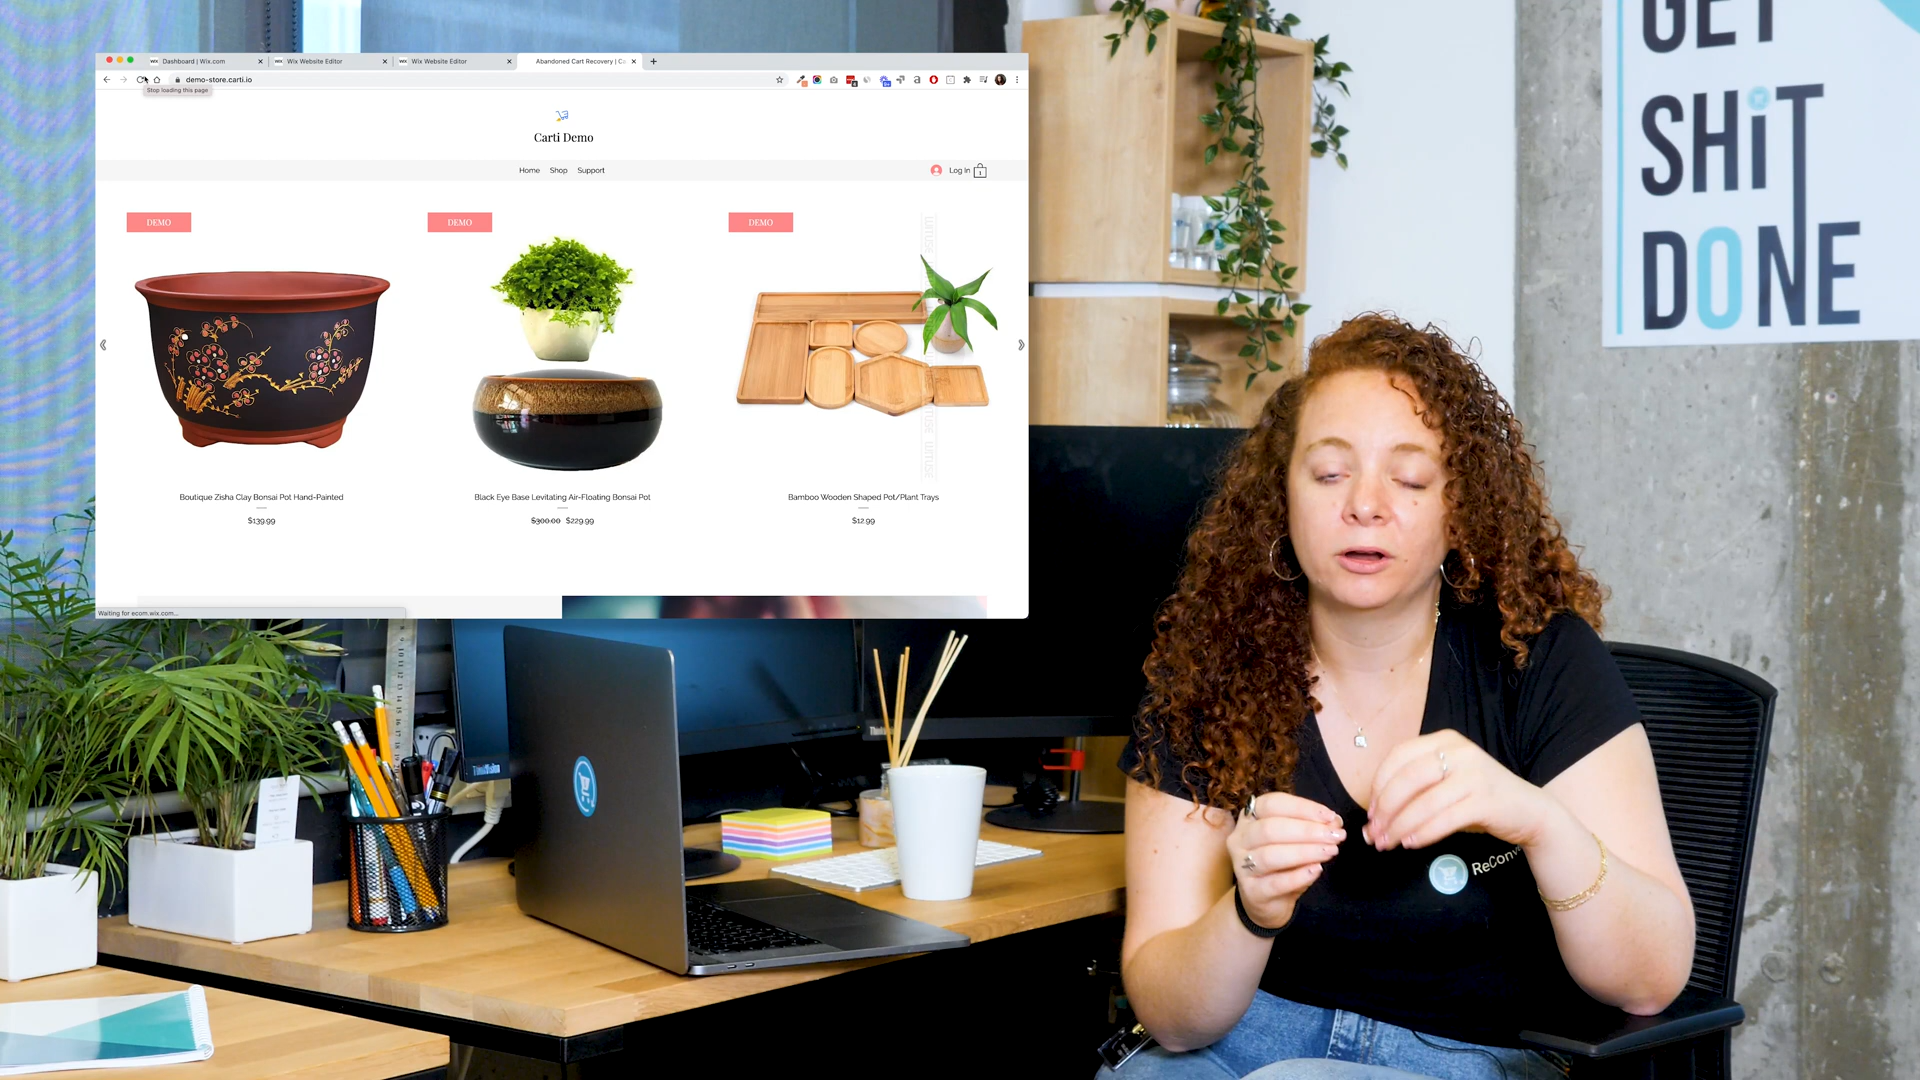 Dashboard | Wix.com
Wix Website Editor
Wix Website Editor
Abandoned Cart Recovery | Ca
demo-store.carti.io
Stop loading this page
Carti Demo
Home Shop Support
Log In
1
DEMO
DEMO
DEMO
Boutique Zisha Clay Bonsai Pot Hand-Painted
$139.99
Black Eye Base Levitating Air-Floating Bonsai Pot
$300.00 $229.99
Bamboo Wooden Shaped Pot/Plant Trays
$12.99
Waiting for ecom.wix.com...
GET
SHiT
DONE
ThinkVision
Think
ReConv